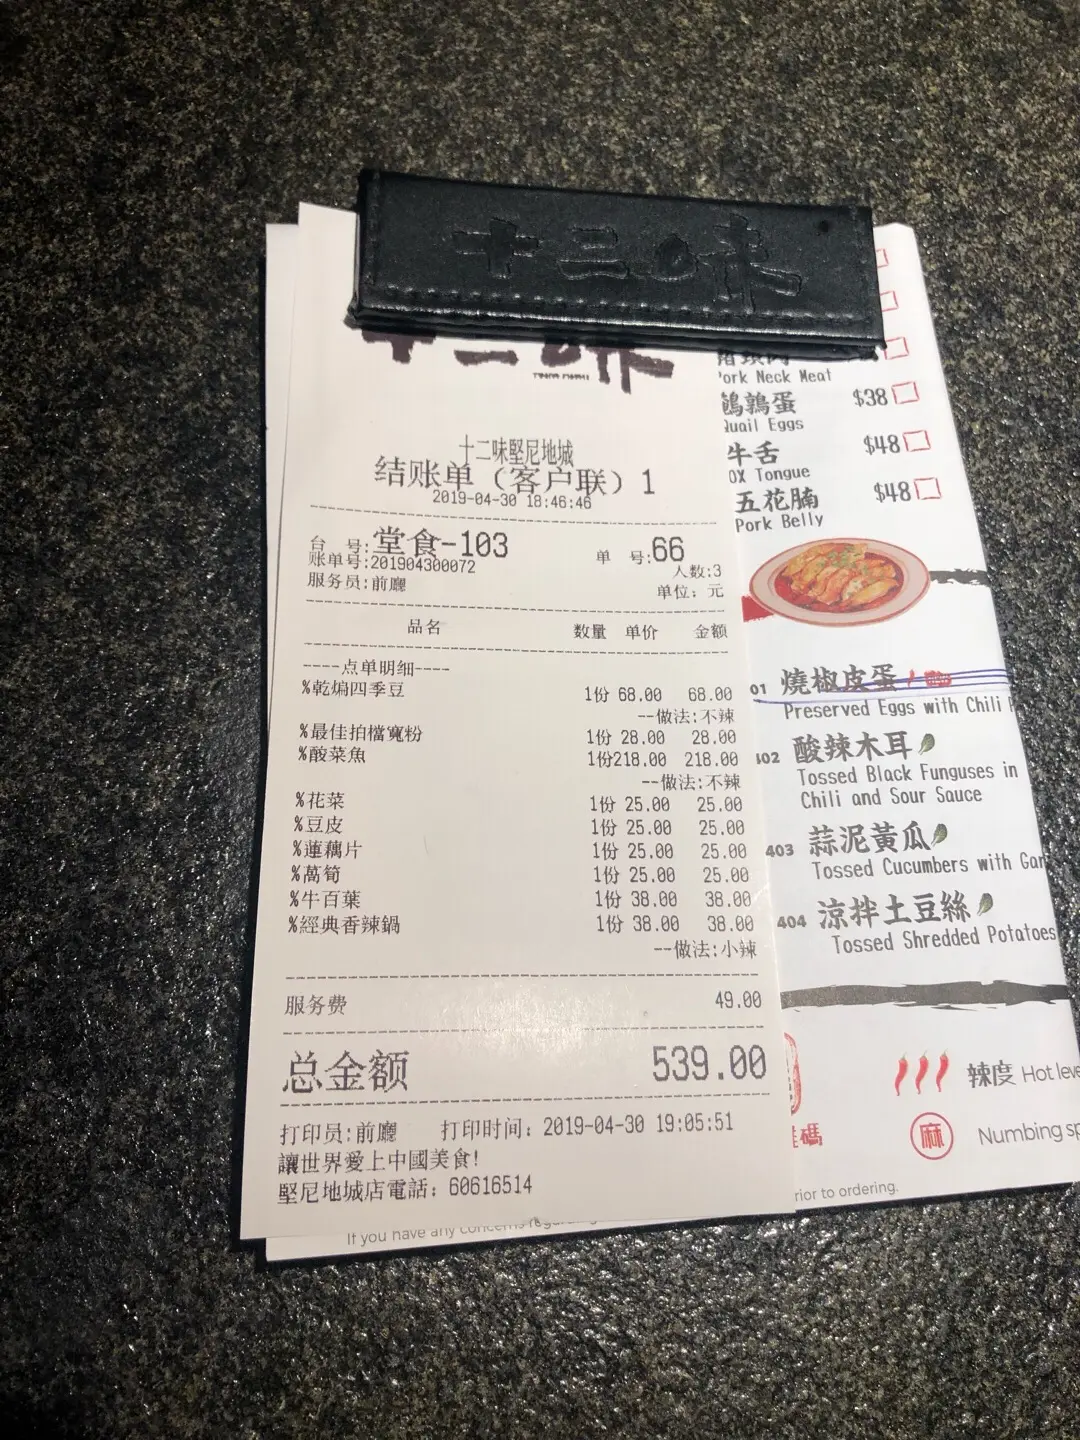 十二味
十二味堅尼地城
结账单（客户联）1
2019-04-30 18:46:46
台 号:堂食-103 单 号:66
账单号:201904300072 人数:3
服务员:前廳 单位: 元
品名 数量 单价 金额
----点单明细----
%乾煸四季豆 1份 68.00 68.00
--做法:不辣
%最佳拍檔寬粉 1份 28.00 28.00
%酸菜魚 1份218.00 218.00
--做法:不辣
%花菜 1份 25.00 25.00
%豆皮 1份 25.00 25.00
%蓮藕片 1份 25.00 25.00
%萵筍 1份 25.00 25.00
%牛百葉 1份 38.00 38.00
%經典香辣鍋 1份 38.00 38.00
--做法:小辣
服务费 49.00
总金额 539.00
打印员:前廳 打印时间: 2019-04-30 19:05:51
讓世界愛上中國美食!
堅尼地城店電話: 60616514
If you have any concerns
Pork Neck Meat
鵪鶉蛋 $38
Quail Eggs
牛舌 $48
OX Tongue
五花腩 $48
Pork Belly
01 燒椒皮蛋
Preserved Eggs with Chili
402 酸辣木耳
Tossed Black Funguses in
Chili and Sour Sauce
403 蒜泥黃瓜
Tossed Cucumbers with
404 涼拌土豆絲
Tossed Shredded Potatoes
辣度 Hot
碼 麻 Numbing
to ordering.